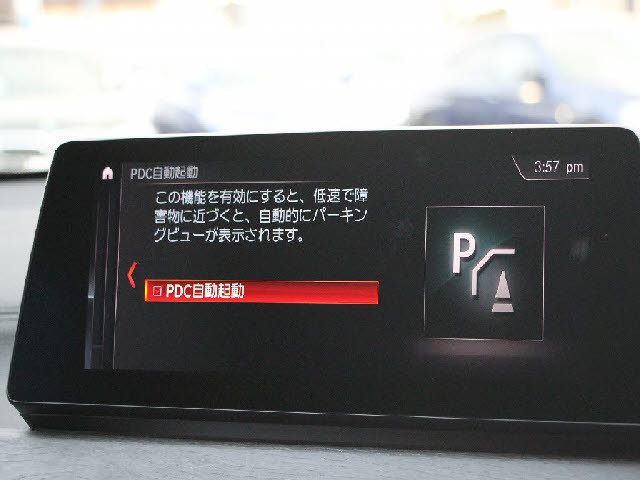 PDC自動起動
3:57 pm
この機能を有効にすると、低速で障
害物に近づくと、自動的にパーキン
グビューが表示されます。
P
PDC自動起動